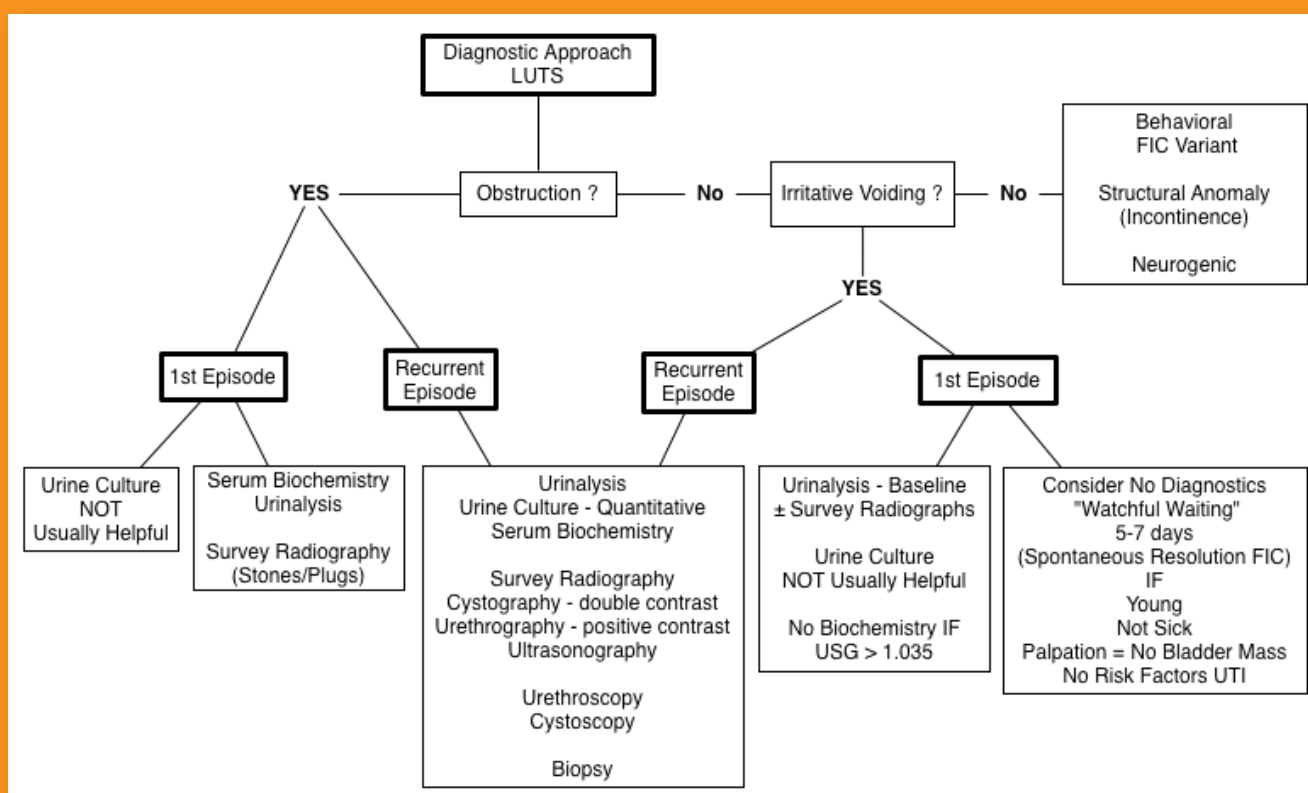 Diagnostic Approach
LUTS
YES
Obstruction ?
No
Irritative Voiding ?
No
Behavioral
FIC Variant
Structural Anomaly
(Incontinence)
Neurogenic
YES
1st Episode
Recurrent
Episode
Recurrent
Episode
1st Episode
Urine Culture
NOT
Usually Helpful
Serum Biochemistry
Urinalysis
Survey Radiography
(Stones/Plugs)
Urinalysis
Urine Culture - Quantitative
Serum Biochemistry
Survey Radiography
Cystography - double contrast
Urethrography - positive contrast
Ultrasonography
Urethroscopy
Cystoscopy
Biopsy
Urinalysis - Baseline
± Survey Radiographs
Urine Culture
NOT Usually Helpful
No Biochemistry IF
USG > 1.035
Consider No Diagnostics
"Watchful Waiting"
5-7 days
(Spontaneous Resolution FIC)
IF
Young
Not Sick
Palpation = No Bladder Mass
No Risk Factors UTI